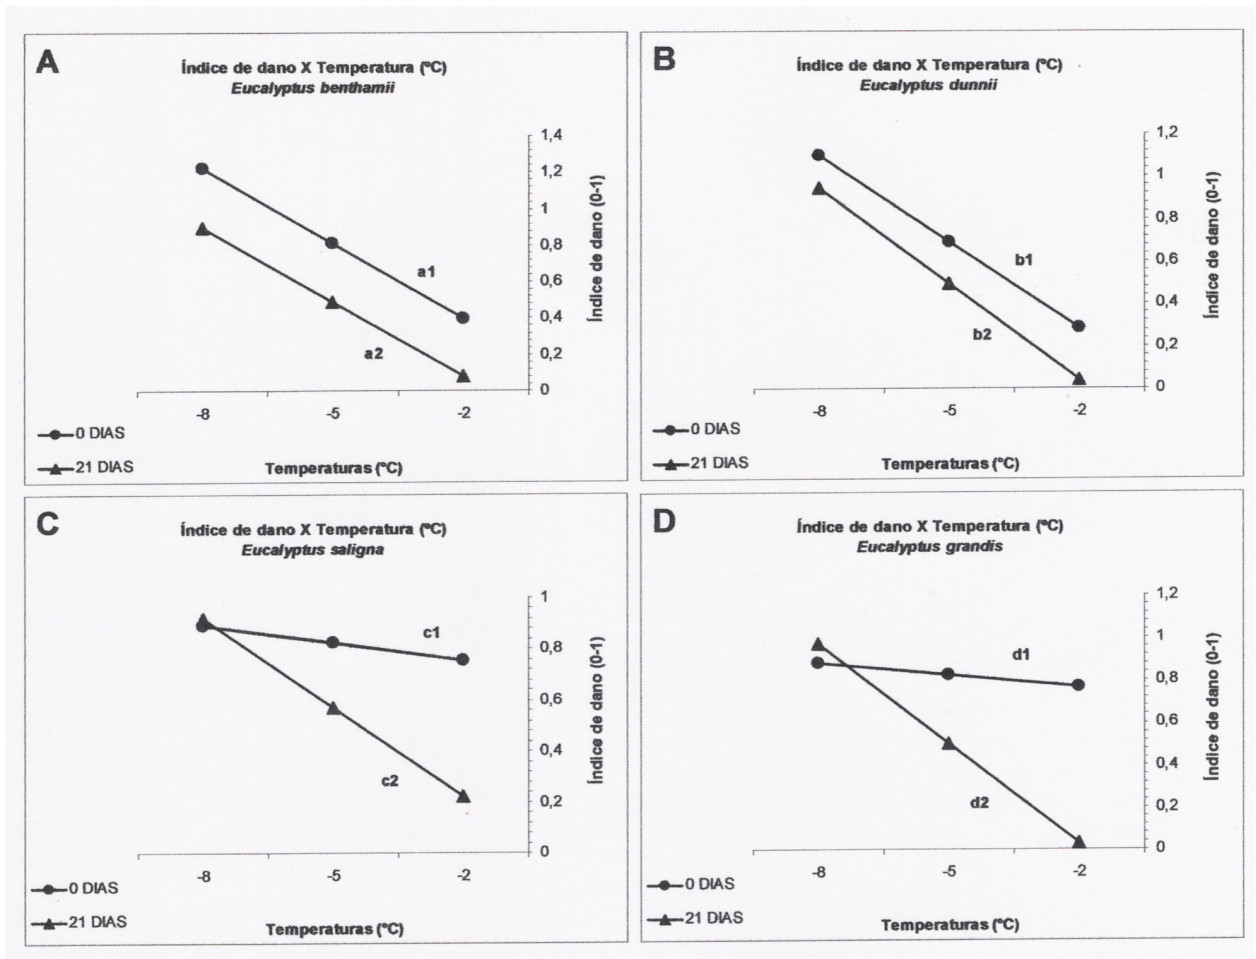 A
Índice de dano X Temperatura (ºC)
Eucalyptus benthamii
1,4
1,2
1
0,8
0,6
0,4
0,2
0
Índice de dano (0-1)
a1
a2
-8
-5
-2
0 DIAS
21 DIAS
Temperaturas (ºC)
B
Índice de dano X Temperatura (ºC)
Eucalyptus dunnii
1,2
1
0,8
0,6
0,4
0,2
0
Índice de dano (0-1)
b1
b2
-8
-5
-2
0 DIAS
21 DIAS
Temperaturas (ºC)
C
Índice de dano X Temperatura (ºC)
Eucalyptus saligna
1
0,8
0,6
0,4
0,2
0
Índice de dano (0-1)
c1
c2
-8
-5
-2
0 DIAS
21 DIAS
Temperaturas (ºC)
D
Índice de dano X Temperatura (ºC)
Eucalyptus grandis
1,2
1
0,8
0,6
0,4
0,2
0
Índice de dano (0-1)
d1
d2
-8
-5
-2
0 DIAS
21 DIAS
Temperaturas (ºC)